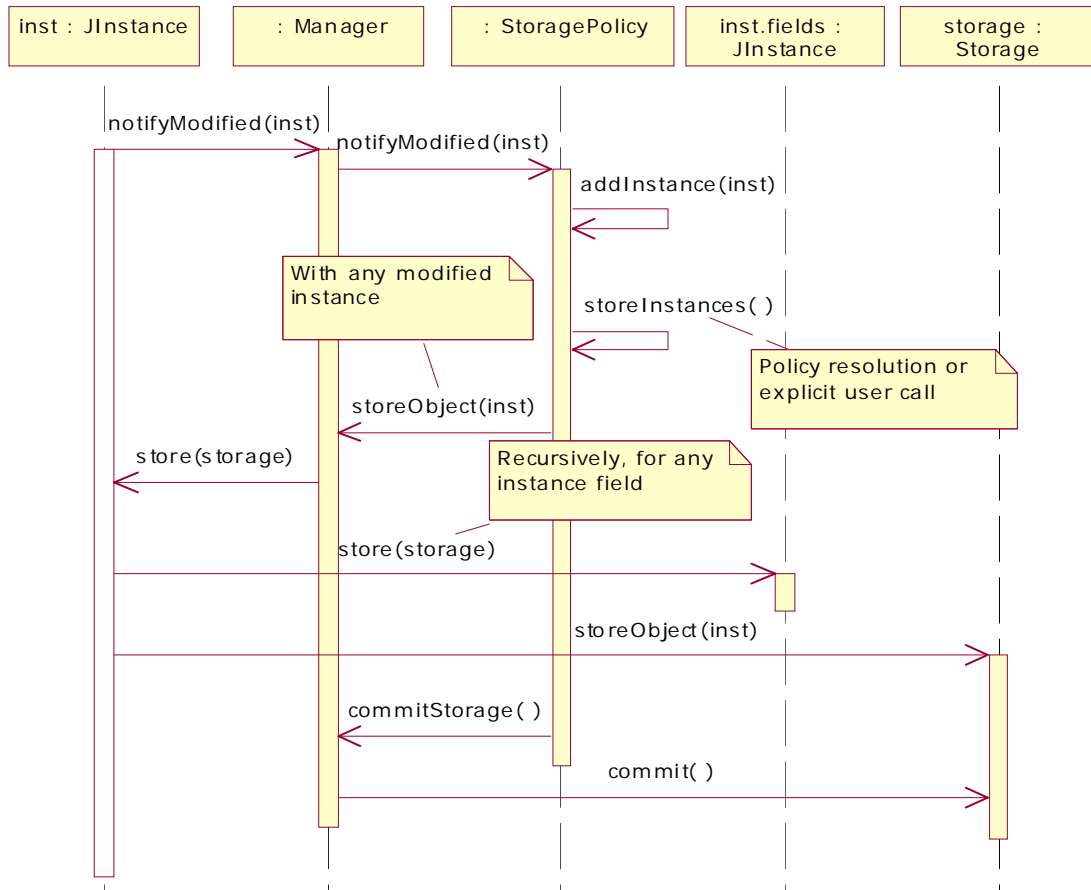 inst : JInstance
: Manager
: StoragePolicy
inst.fields :
JInstance
storage :
Storage
notifyModified(inst)
notifyModified(inst)
addInstance(inst)
With any modified
instance
storeInstances( )
Policy resolution or
explicit user call
storeObject(inst)
store(storage)
Recursively, for any
instance field
store(storage)
storeObject(inst)
commitStorage( )
commit( )